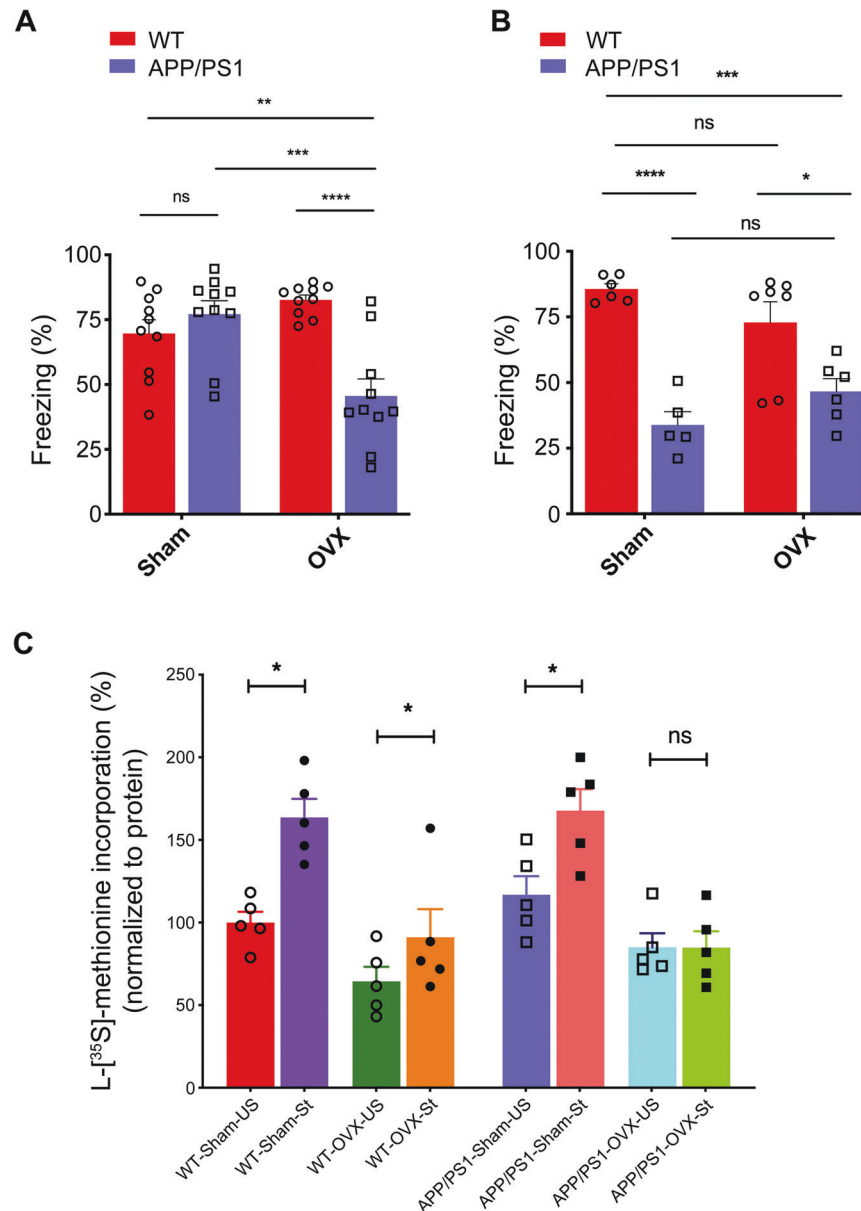 A
WT
APP/PS1
**
***
ns
****
100
75
50
25
0
Freezing (%)
Sham
OVX
B
WT
APP/PS1
***
ns
****
*
ns
100
75
50
25
0
Freezing (%)
Sham
OVX
C
L-[³⁵S]-methionine incorporation (%)
(normalized to protein)
250
200
150
100
50
0
*
*
*
ns
WT-Sham-US
WT-Sham-St
WT-OVX-US
WT-OVX-St
APP/PS1-Sham-US
APP/PS1-Sham-St
APP/PS1-OVX-US
APP/PS1-OVX-St